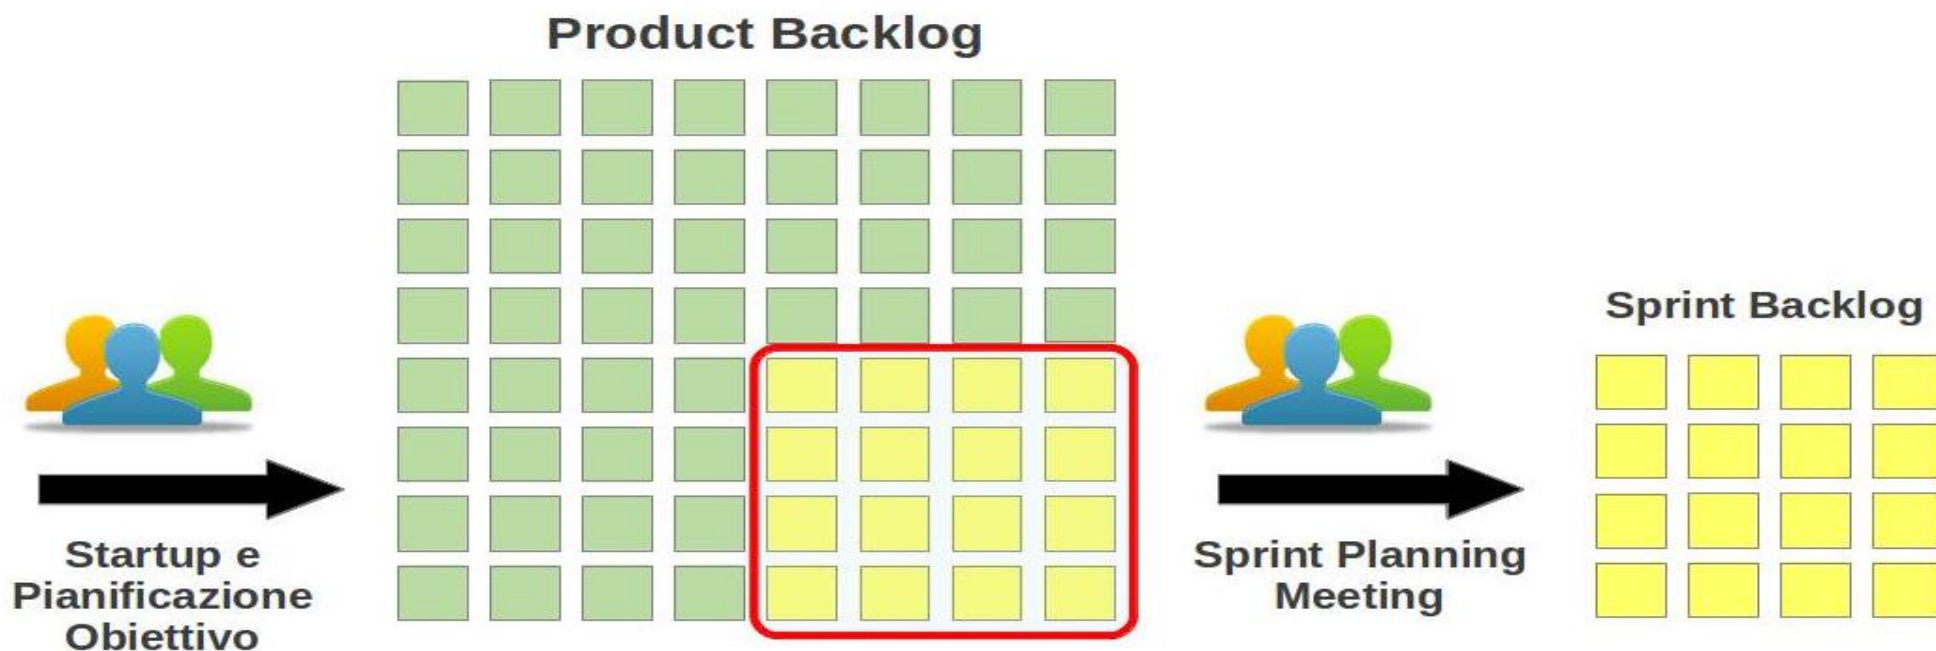 Product Backlog
Startup e
Pianificazione
Obiettivo
Sprint Planning
Meeting
Sprint Backlog